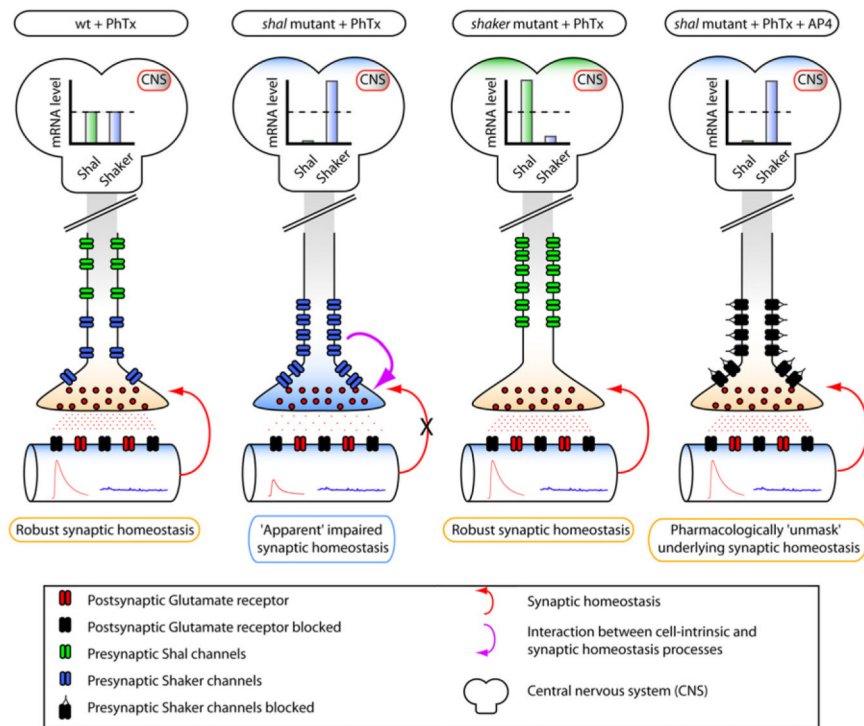 wt + PhTx
shal mutant + PhTx
shaker mutant + PhTx
shal mutant + PhTx + AP4
CNS
mRNA level
Shal
Shaker
CNS
mRNA level
Shal
Shaker
CNS
mRNA level
Shal
Shaker
CNS
mRNA level
Shal
Shaker
X
Robust synaptic homeostasis
'Apparent' impaired
synaptic homeostasis
Robust synaptic homeostasis
Pharmacologically 'unmask'
underlying synaptic homeostasis
Postsynaptic Glutamate receptor
Postsynaptic Glutamate receptor blocked
Presynaptic Shal channels
Presynaptic Shaker channels
Presynaptic Shaker channels blocked
Synaptic homeostasis
Interaction between cell-intrinsic and
synaptic homeostasis processes
Central nervous system (CNS)